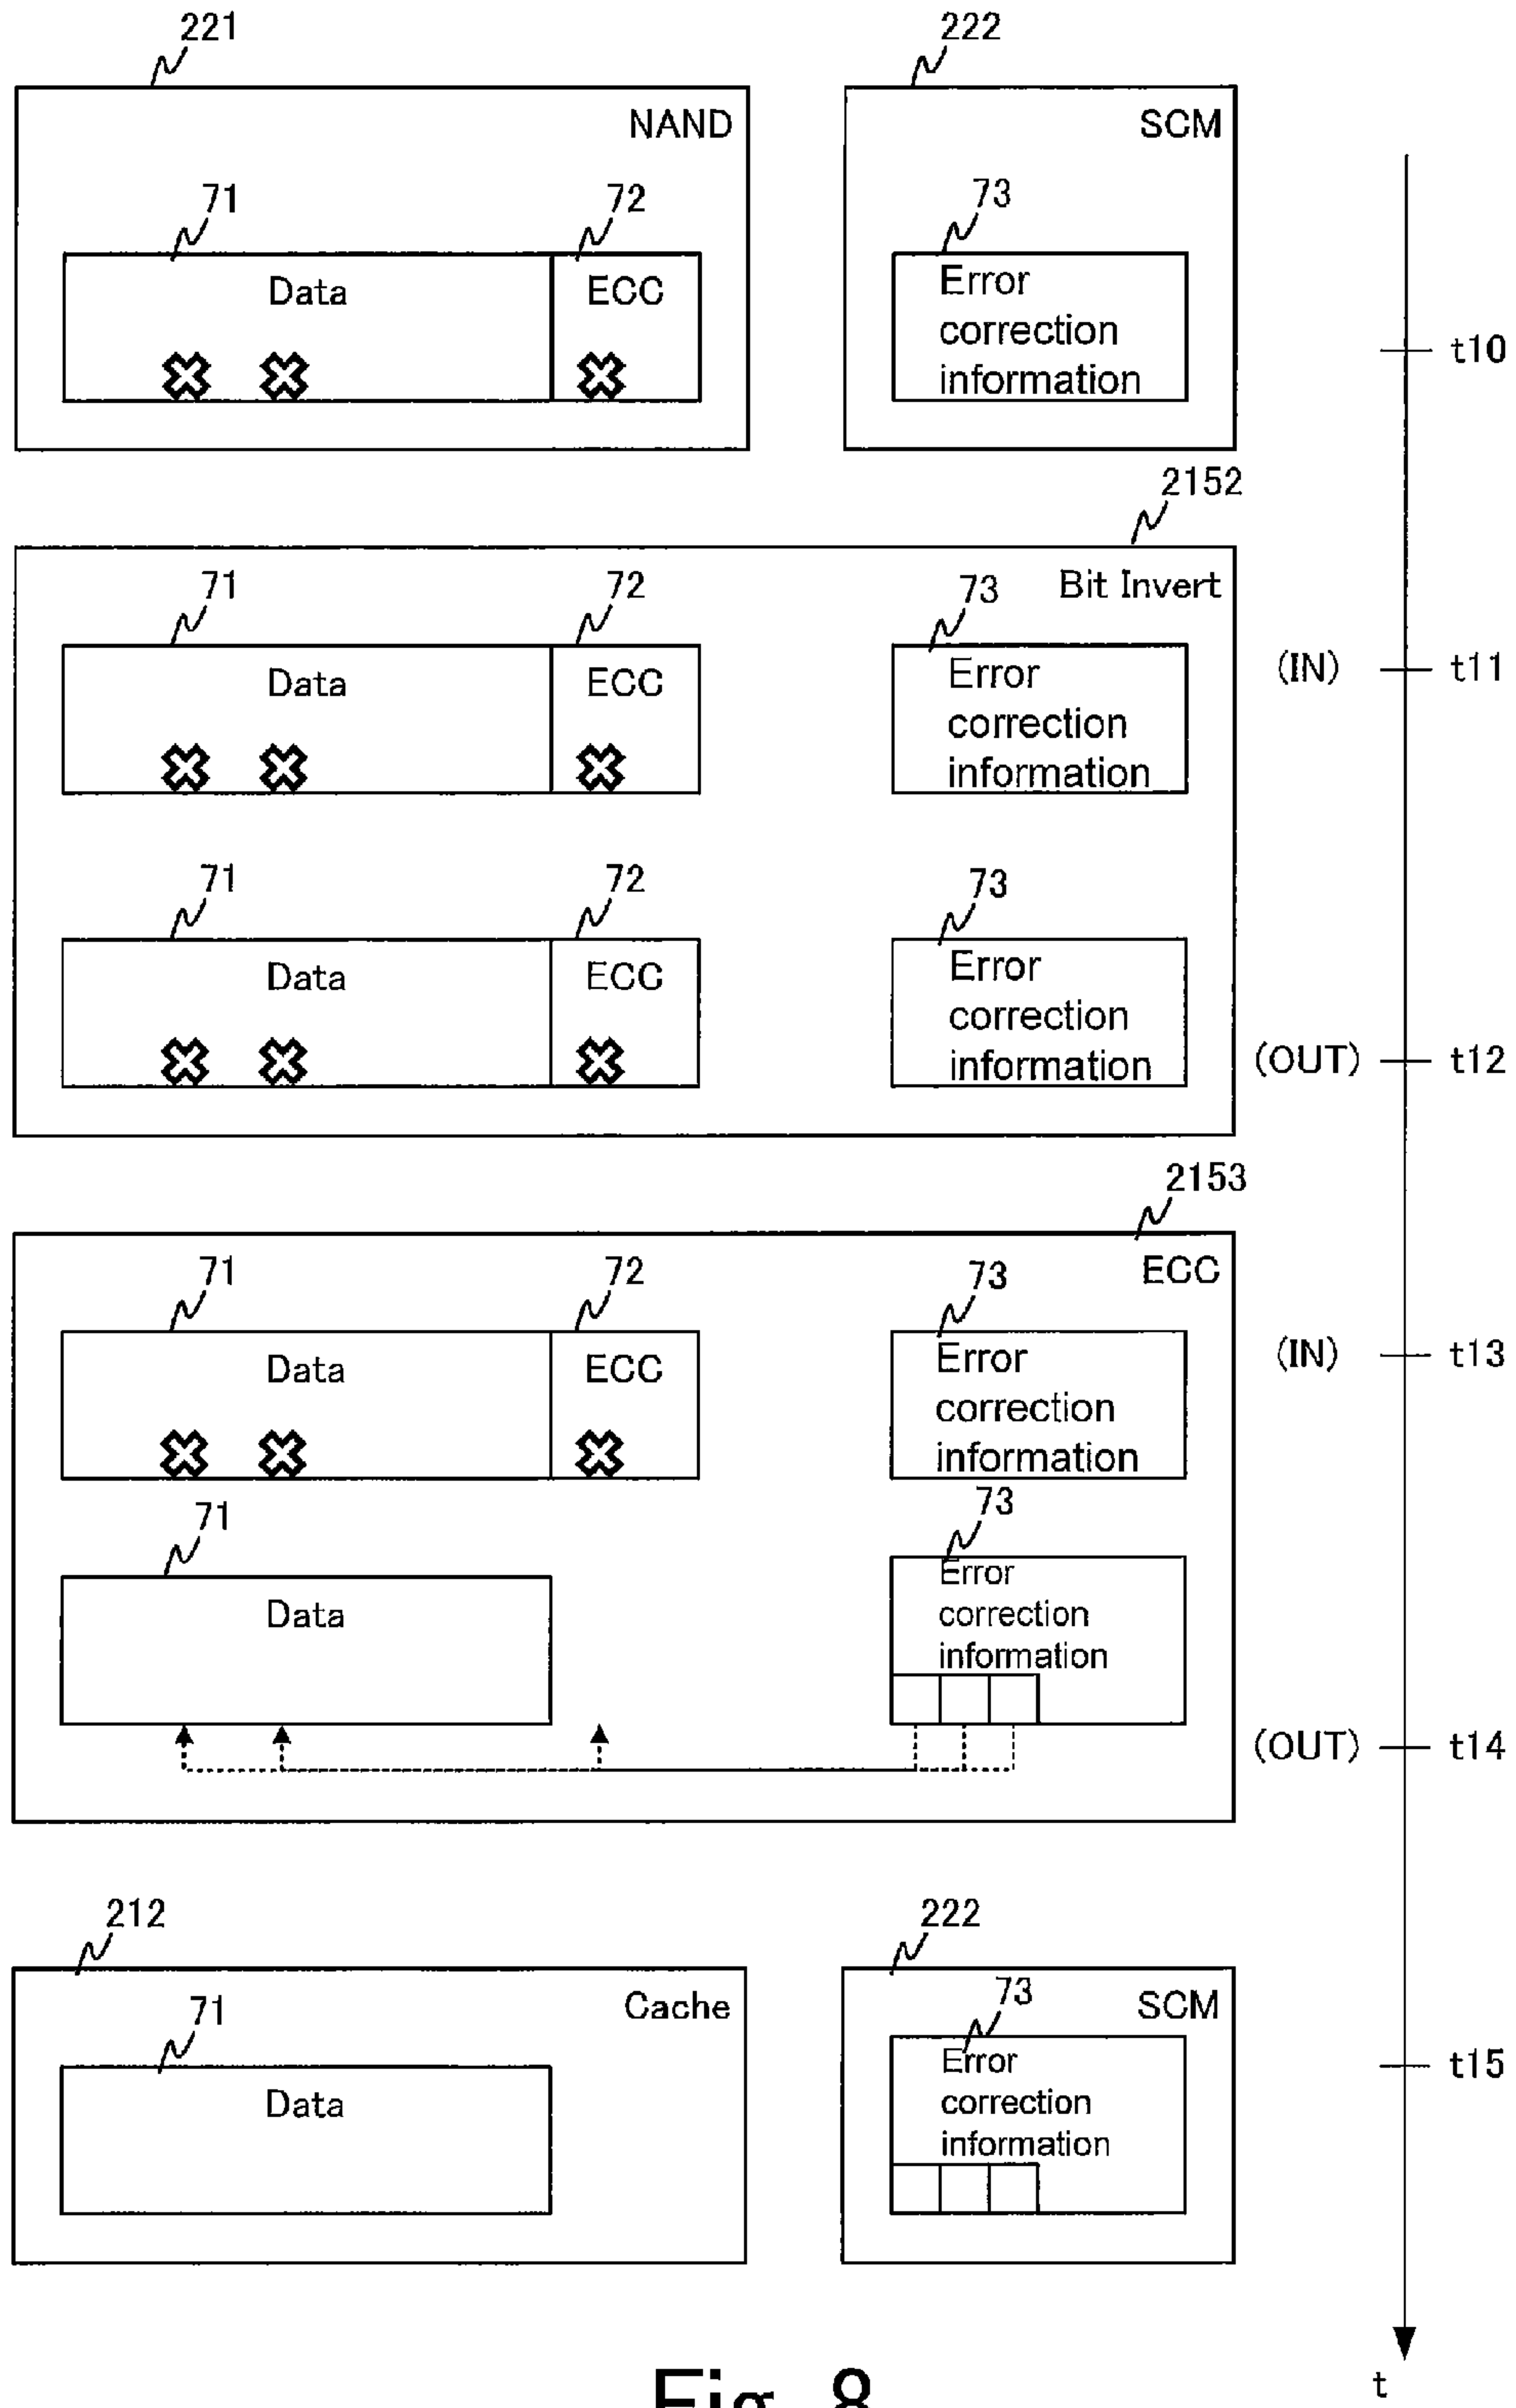 221
222
NAND
SCM
71
72
73
Data
ECC
Error
correction
information
t10
2152
Bit Invert
71
72
73
Data
ECC
Error
correction
information
(IN)
t11
71
72
73
Data
ECC
Error
correction
information
(OUT)
t12
2153
ECC
71
72
73
Data
ECC
Error
correction
information
(IN)
t13
71
73
Data
Error
correction
information
(OUT)
t14
212
222
Cache
SCM
71
73
Data
Error
correction
information
t15
t
Fig. 8